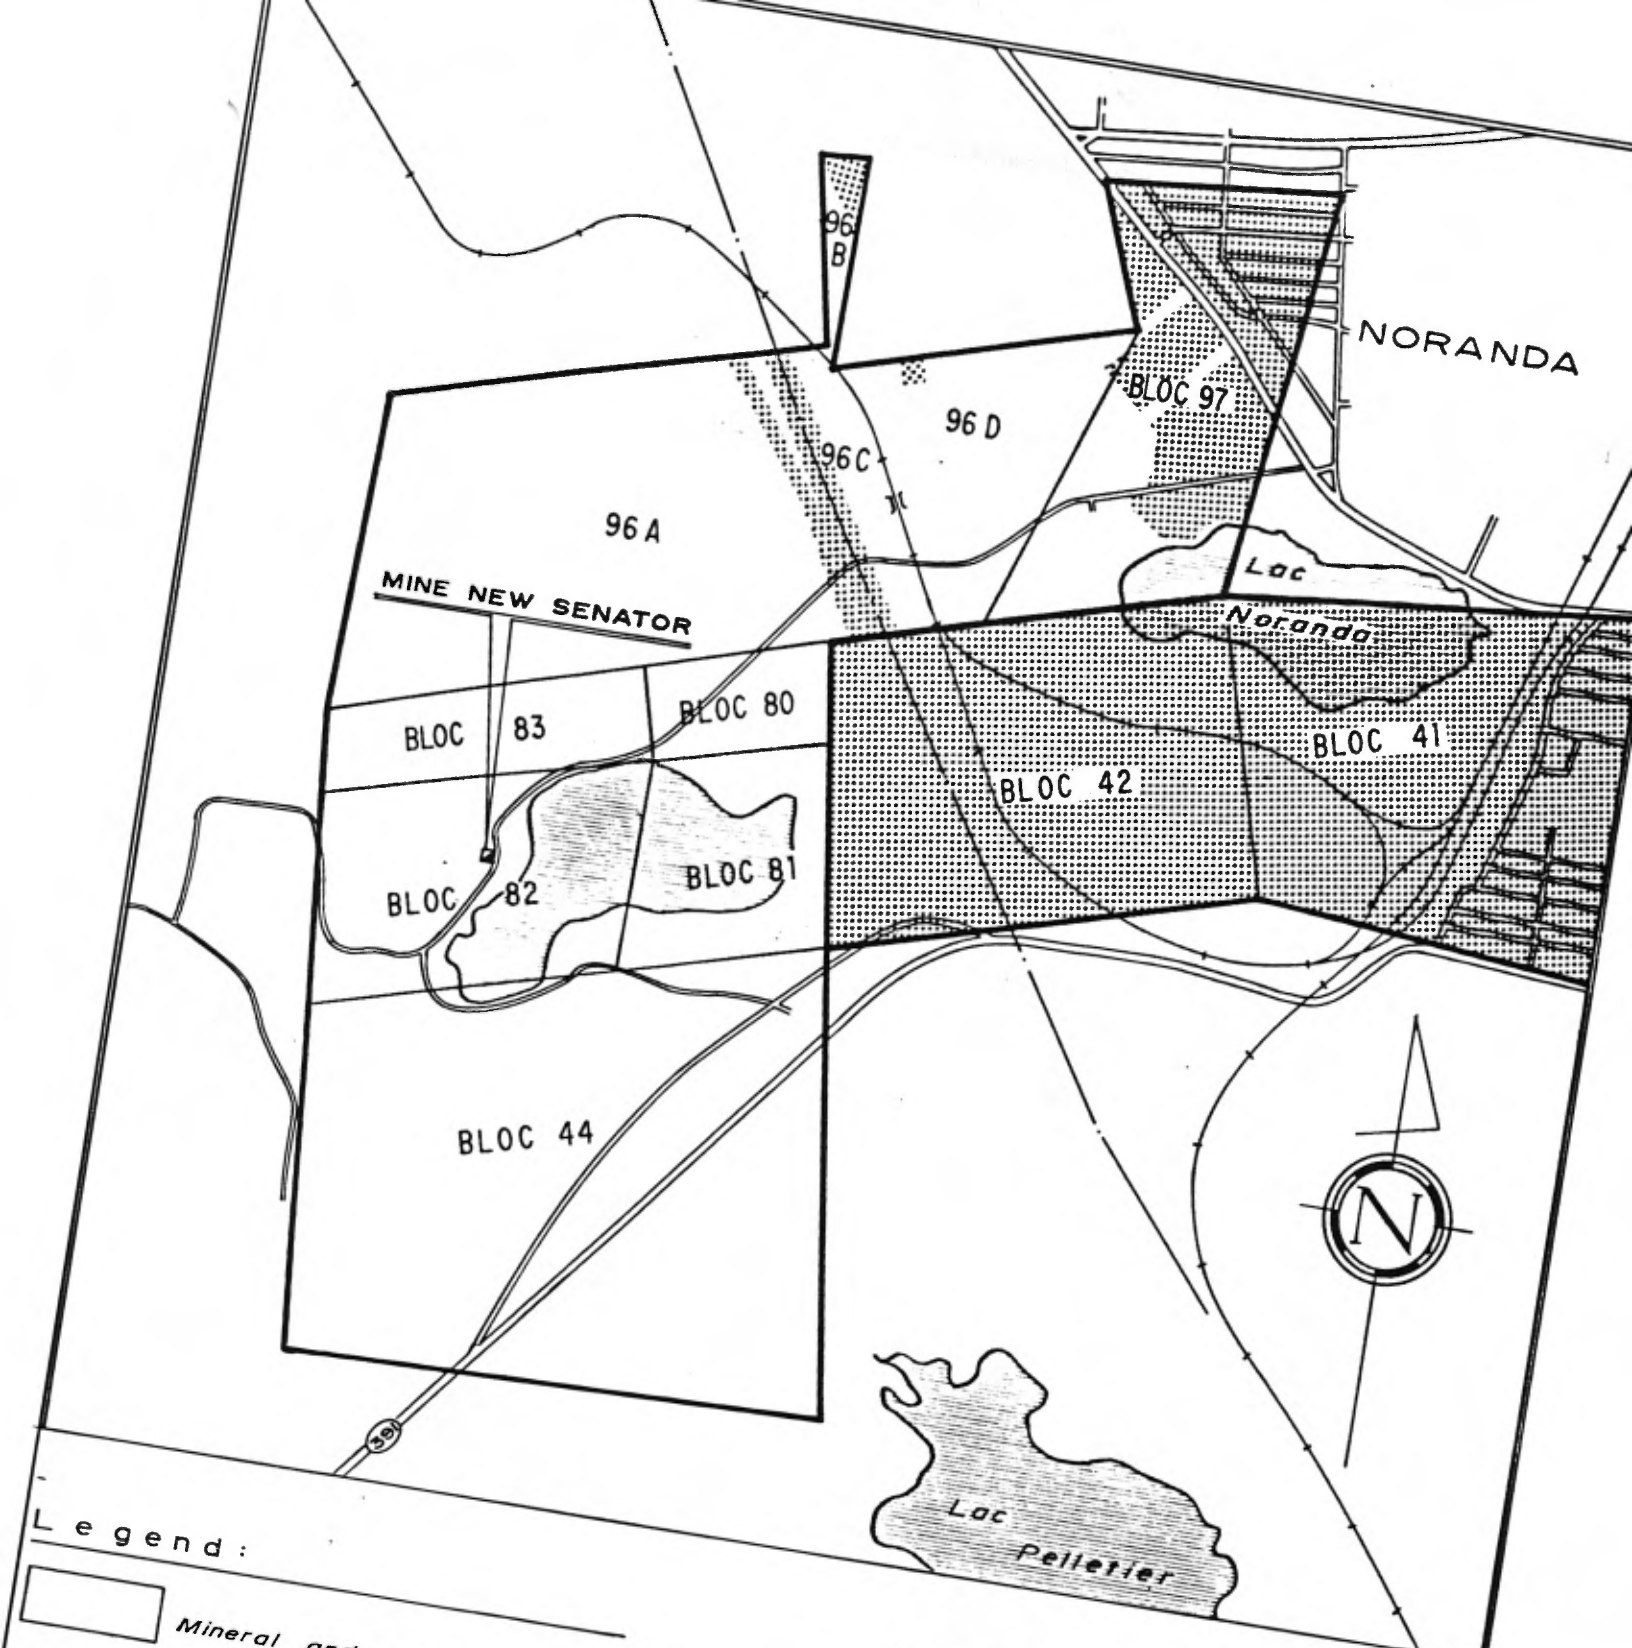 96
B
NORANDA
BLOC 97
96 D
96 C
96 A
Lac
Noranda
MINE NEW SENATOR
BLOC 83
BLOC 80
BLOC 41
BLOC 42
BLOC 82
BLOC 81
BLOC 44
N
391
Lac
Pelletier
Legend:
Mineral